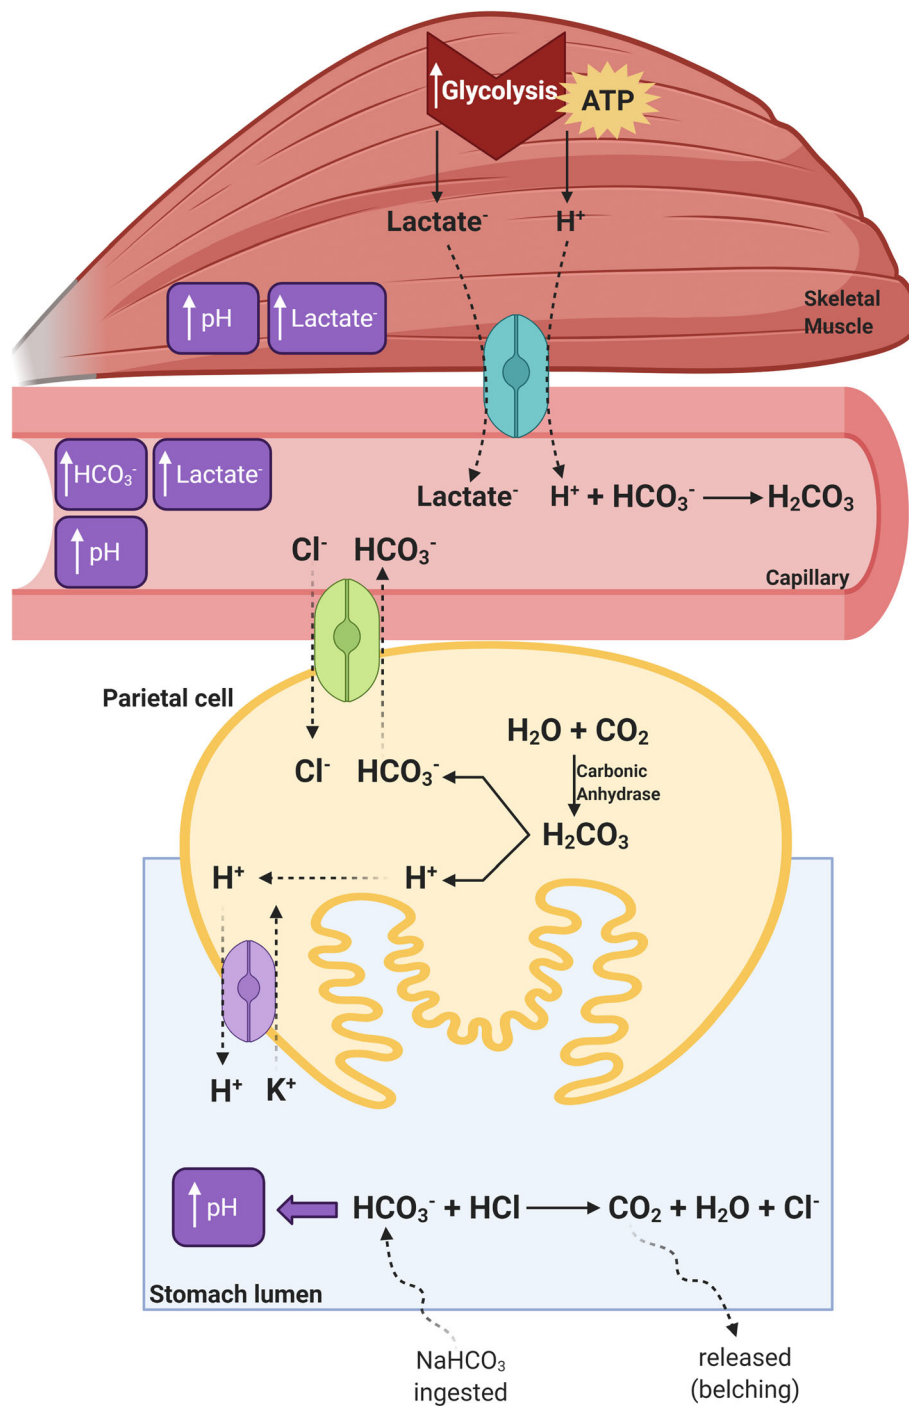 Glycolysis
ATP
Lactate⁻ H⁺
pH Lactate⁻
Skeletal
Muscle
HCO₃⁻ Lactate⁻
Lactate⁻ H⁺ + HCO₃⁻ → H₂CO₃
pH
Cl⁻ HCO₃⁻
Capillary
Parietal cell
H₂O + CO₂
Cl⁻ HCO₃⁻
Carbonic
Anhydrase
H₂CO₃
H⁺ H⁺
H⁺ K⁺
pH
HCO₃⁻ + HCl → CO₂ + H₂O + Cl⁻
Stomach lumen
NaHCO₃
ingested
released
(belching)